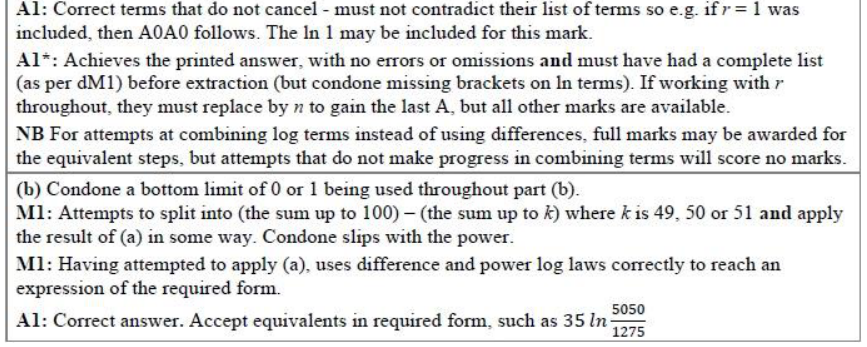 A1: Correct terms that do not cancel - must not contradict their list of terms so e.g. if r = 1 was
included, then A0A0 follows. The ln 1 may be included for this mark.
A1*: Achieves the printed answer, with no errors or omissions and must have had a complete list
(as per dM1) before extraction (but condone missing brackets on ln terms). If working with r
throughout, they must replace by n to gain the last A, but all other marks are available.
NB For attempts at combining log terms instead of using differences, full marks may be awarded for
the equivalent steps, but attempts that do not make progress in combining terms will score no marks.
(b) Condone a bottom limit of 0 or 1 being used throughout part (b).
M1: Attempts to split into (the sum up to 100) – (the sum up to k) where k is 49, 50 or 51 and apply
the result of (a) in some way. Condone slips with the power.
M1: Having attempted to apply (a), uses difference and power log laws correctly to reach an
expression of the required form.
A1: Correct answer. Accept equivalents in required form, such as 35 ln 5050/1275